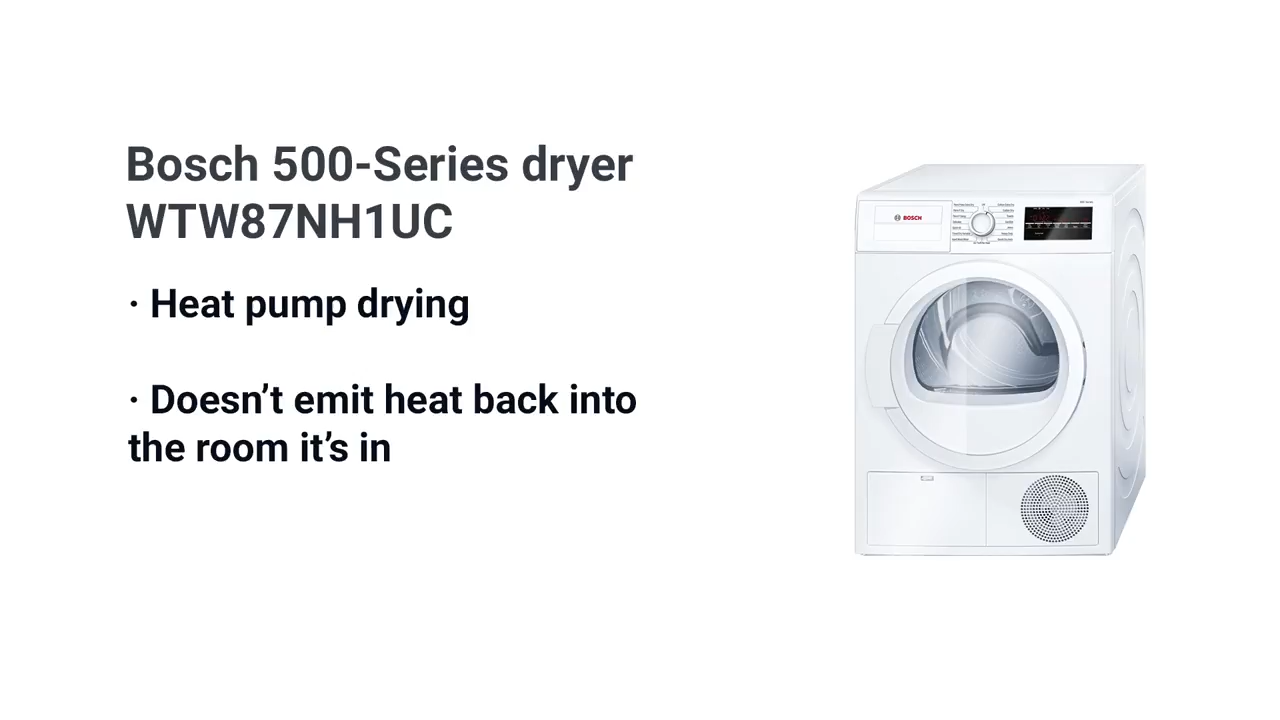 Bosch 500-Series dryer
WTW87NH1UC
· Heat pump drying
· Doesn’t emit heat back into
the room it’s in
BOSCH